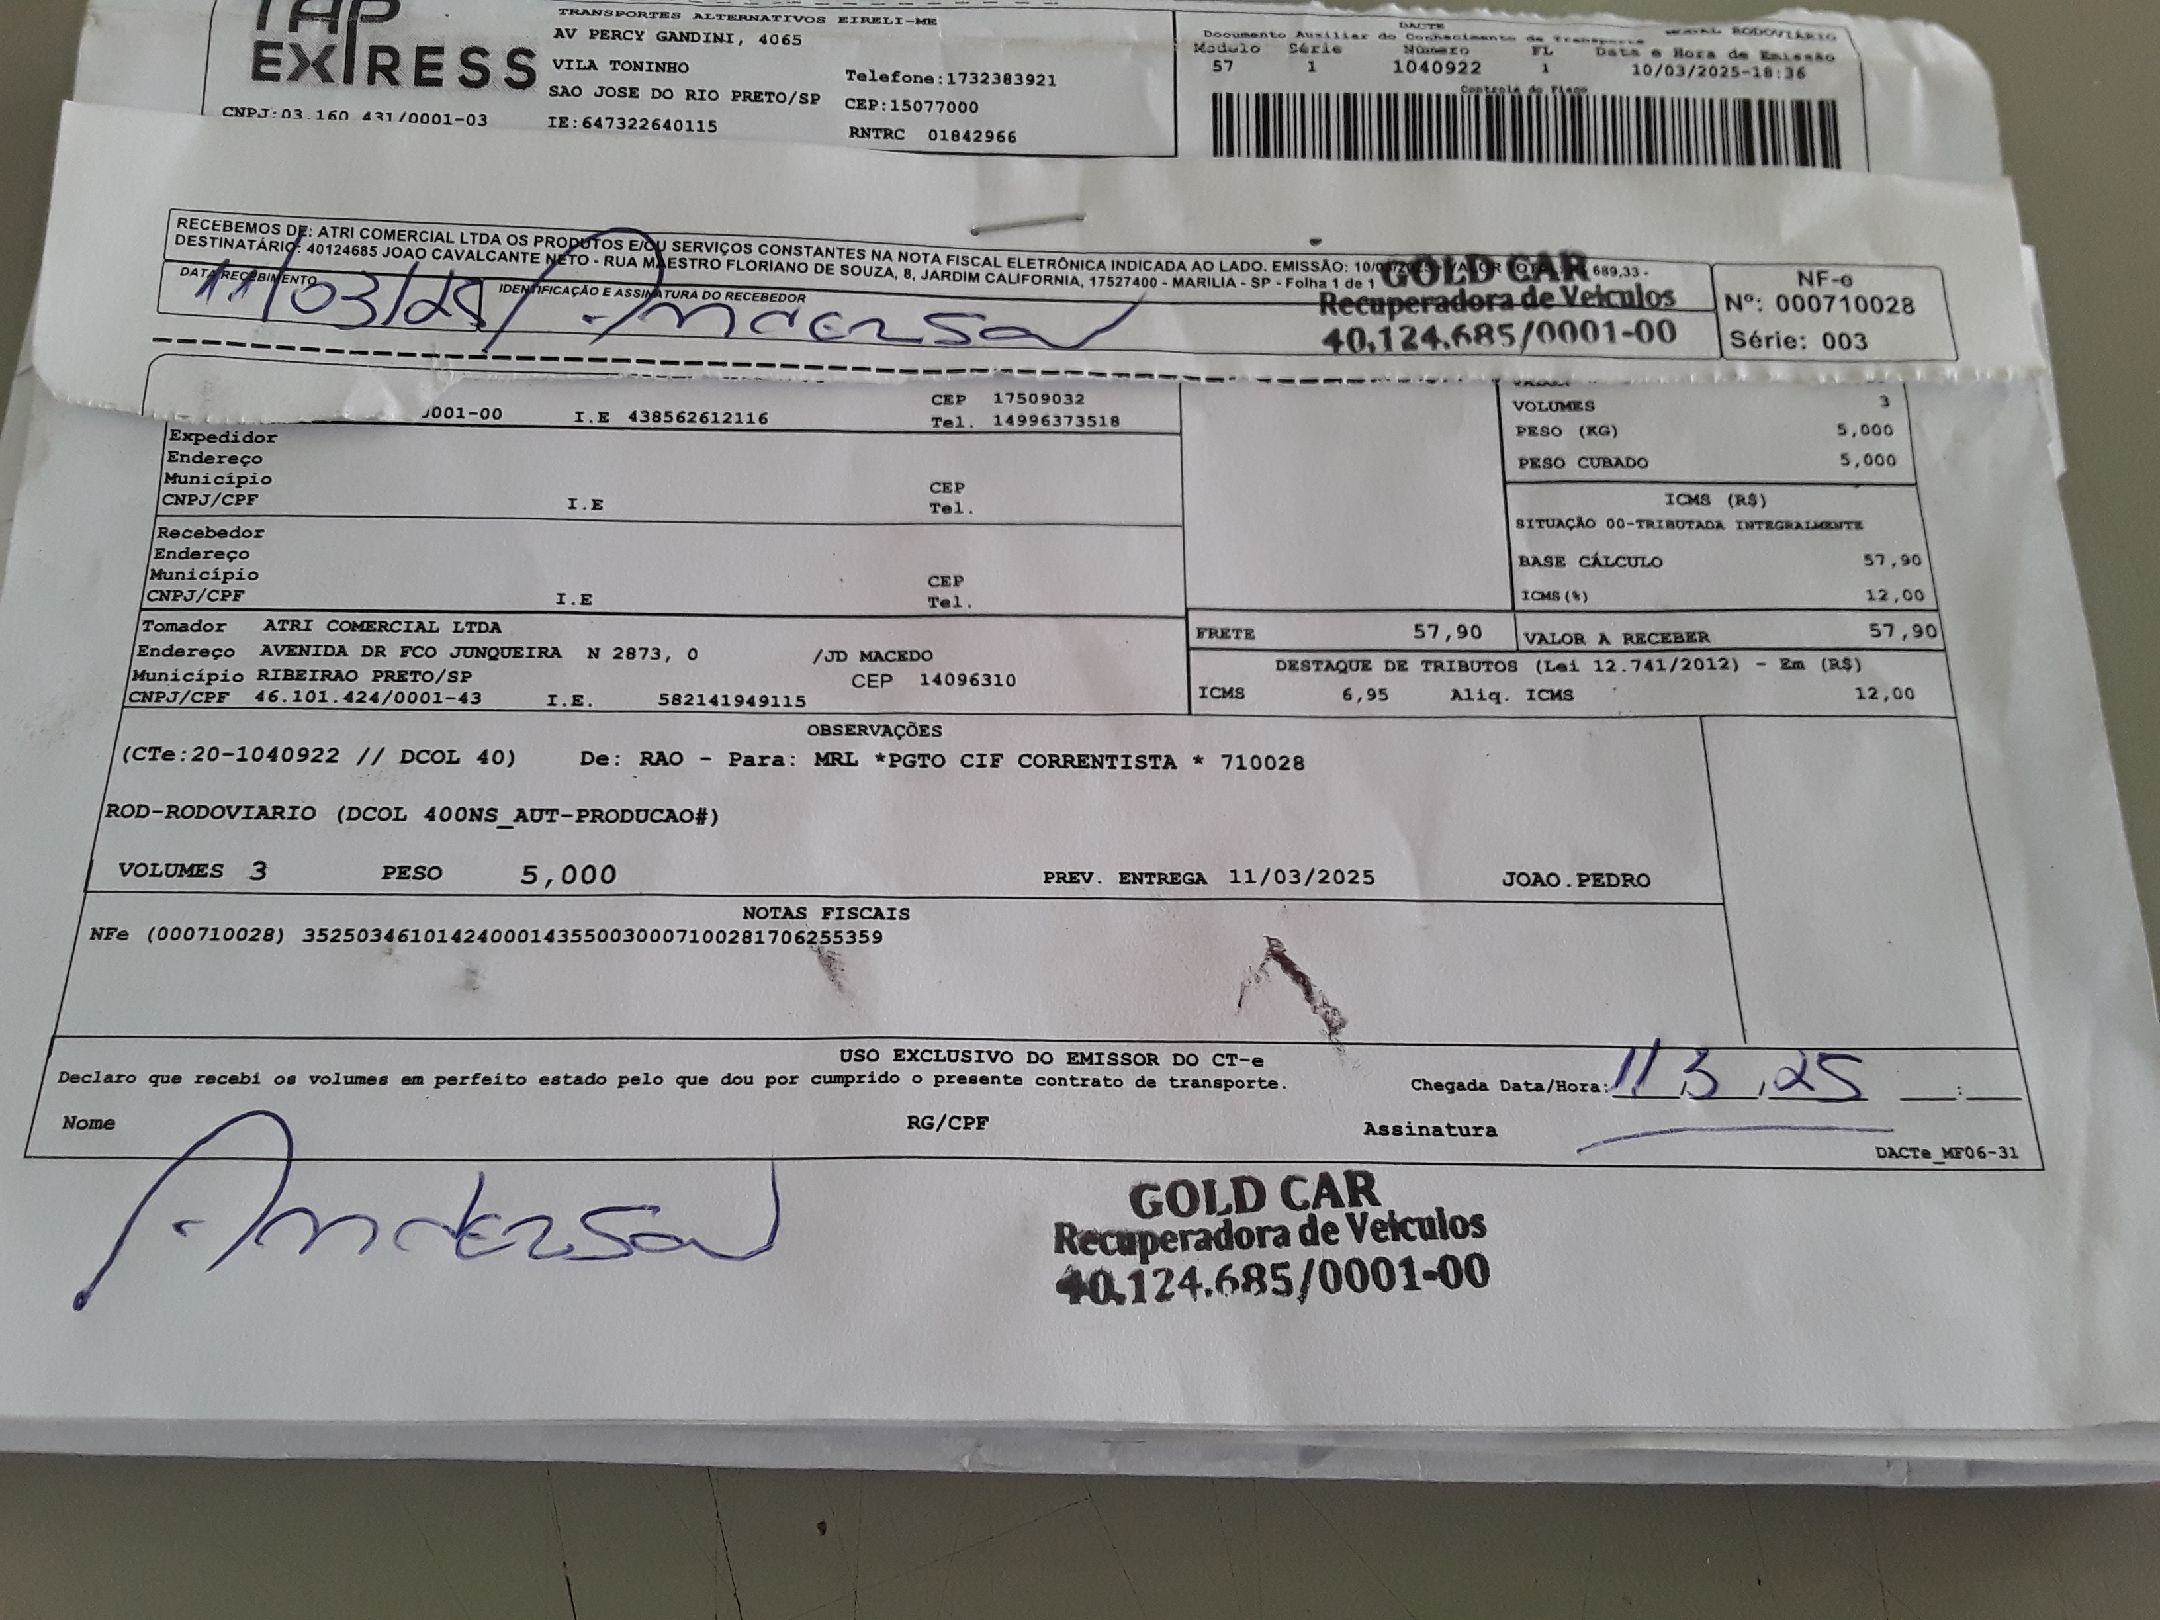 TAP
EXPRESS
TRANSPORTES ALTERNATIVOS EIRELI-ME
AV PERCY GANDINI, 4065
VILA TONINHO
SAO JOSE DO RIO PRETO/SP
Telefone:1732383921
CEP:15077000
CNPJ:03.160.431/0001-03
IE:647322640115
RNTRC 01842966
DACTE
Documento Auxiliar do Conhecimento de Transporte
RODOVIÁRIO
Modulo Série Número FL Data e Hora de Emissão
57 1 1040922 1 10/03/2025-18:36
Controle do Fisco
RECEBEMOS DE: ATRI COMERCIAL LTDA OS PRODUTOS E/OU SERVIÇOS CONSTANTES NA NOTA FISCAL ELETRÔNICA INDICADA AO LADO. EMISSÃO: 10/03/2025 689,33 -
DESTINATÁRIO: 40124685 JOAO CAVALCANTE NETO - RUA MAESTRO FLORIANO DE SOUZA, 8, JARDIM CALIFORNIA, 17527400 - MARILIA - SP - Folha 1 de 1
DATA RECEBIMENTO
IDENTIFICAÇÃO E ASSINATURA DO RECEBEDOR
11/03/25 Anderson
GOLD CAR
Recuperadora de Veículos
40.124.685/0001-00
NF-e
Nº: 000710028
Série: 003
0001-00 I.E 438562612116
CEP 17509032
Tel. 14996373518
VOLUMES 3
PESO (KG) 5,000
PESO CUBADO 5,000
Expedidor
Endereço
Município
CNPJ/CPF I.E
CEP
Tel.
ICMS (R$)
SITUAÇÃO 00-TRIBUTADA INTEGRALMENTE
BASE CÁLCULO 57,90
ICMS(%) 12,00
Recebedor
Endereço
Município
CNPJ/CPF I.E
CEP
Tel.
FRETE 57,90
VALOR A RECEBER 57,90
Tomador ATRI COMERCIAL LTDA
Endereço AVENIDA DR FCO JUNQUEIRA N 2873, 0 /JD MACEDO
Município RIBEIRAO PRETO/SP CEP 14096310
CNPJ/CPF 46.101.424/0001-43 I.E. 582141949115
DESTAQUE DE TRIBUTOS (Lei 12.741/2012) - Em (R$)
ICMS 6,95 Aliq. ICMS 12,00
OBSERVAÇÕES
(CTe:20-1040922 // DCOL 40) De: RAO - Para: MRL *PGTO CIF CORRENTISTA * 710028
ROD-RODOVIARIO (DCOL 400NS_AUT-PRODUCAO#)
VOLUMES 3 PESO 5,000 PREV. ENTREGA 11/03/2025 JOAO.PEDRO
NOTAS FISCAIS
NFe (000710028) 35250346101424000143550030007100281706255359
USO EXCLUSIVO DO EMISSOR DO CT-e
Declaro que recebi os volumes em perfeito estado pelo que dou por cumprido o presente contrato de transporte.
Chegada Data/Hora: 11 3 25 :
Nome RG/CPF Assinatura
DACTe_MF06-31
Anderson
GOLD CAR
Recuperadora de Veículos
40.124.685/0001-00